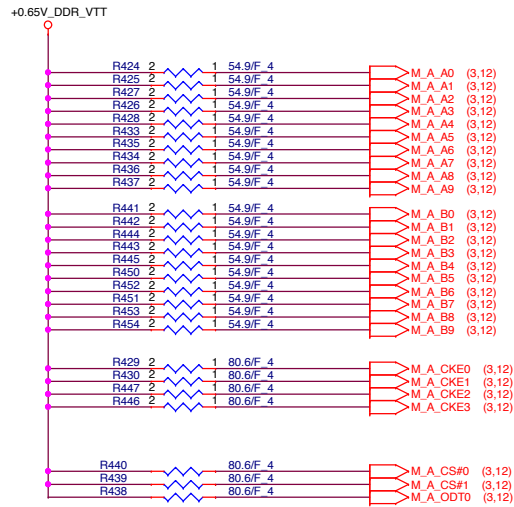 +0.65V_DDR_VTT
R424 2 1 54.9/F_4 M_A_A0 (3,12)
R425 2 1 54.9/F_4 M_A_A1 (3,12)
R427 2 1 54.9/F_4 M_A_A2 (3,12)
R426 2 1 54.9/F_4 M_A_A3 (3,12)
R428 2 1 54.9/F_4 M_A_A4 (3,12)
R433 2 1 54.9/F_4 M_A_A5 (3,12)
R435 2 1 54.9/F_4 M_A_A6 (3,12)
R434 2 1 54.9/F_4 M_A_A7 (3,12)
R436 2 1 54.9/F_4 M_A_A8 (3,12)
R437 2 1 54.9/F_4 M_A_A9 (3,12)
R441 2 1 54.9/F_4 M_A_B0 (3,12)
R442 2 1 54.9/F_4 M_A_B1 (3,12)
R444 2 1 54.9/F_4 M_A_B2 (3,12)
R443 2 1 54.9/F_4 M_A_B3 (3,12)
R445 2 1 54.9/F_4 M_A_B4 (3,12)
R450 2 1 54.9/F_4 M_A_B5 (3,12)
R452 2 1 54.9/F_4 M_A_B6 (3,12)
R451 2 1 54.9/F_4 M_A_B7 (3,12)
R453 2 1 54.9/F_4 M_A_B8 (3,12)
R454 2 1 54.9/F_4 M_A_B9 (3,12)
R429 2 1 80.6/F_4 M_A_CKE0 (3,12)
R430 2 1 80.6/F_4 M_A_CKE1 (3,12)
R447 2 1 80.6/F_4 M_A_CKE2 (3,12)
R446 2 1 80.6/F_4 M_A_CKE3 (3,12)
R440 80.6/F_4 M_A_CS#0 (3,12)
R439 80.6/F_4 M_A_CS#1 (3,12)
R438 80.6/F_4 M_A_ODT0 (3,12)